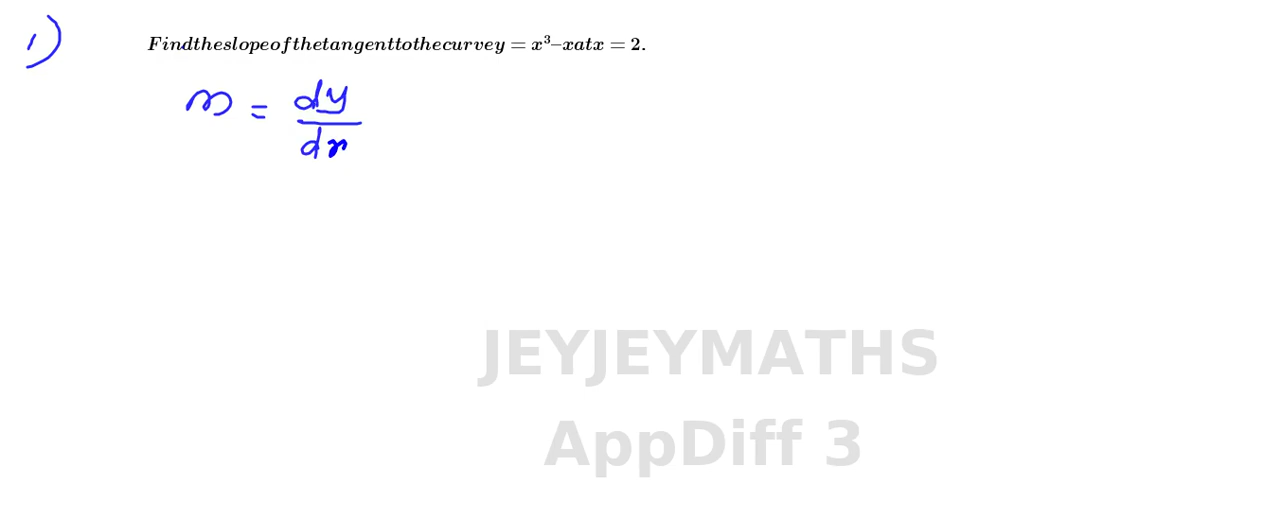 1)
Findtheslopeofthetangenttothecurvey = x³–xatx = 2.
m = dy/dx
JEYJEYMATHS
AppDiff 3